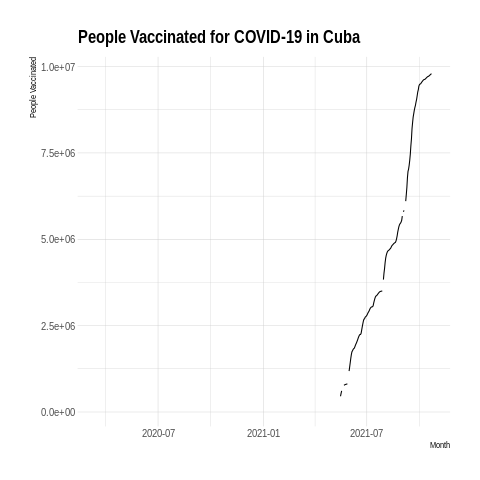 People Vaccinated for COVID-19 in Cuba
People Vaccinated
1.0e+07
7.5e+06
5.0e+06
2.5e+06
0.0e+00
2020-07
2021-01
2021-07
Month